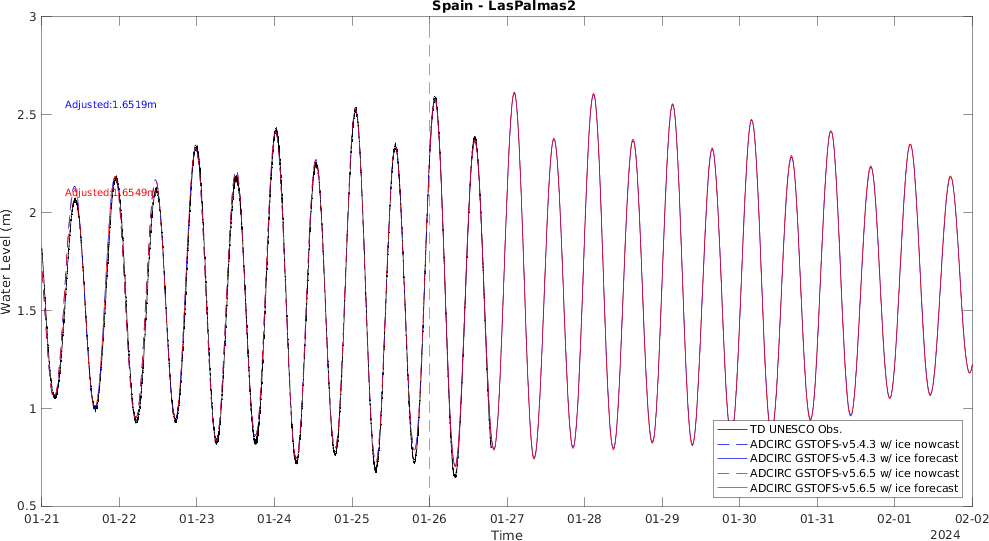 Spain - LasPalmas2
3
2.5
2
1.5
1
0.5
Water Level (m)
Adjusted:1.6519m
Adjusted:1.6549m
TD UNESCO Obs.
ADCIRC GSTOFS-v5.4.3 w/ ice nowcast
ADCIRC GSTOFS-v5.4.3 w/ ice forecast
ADCIRC GSTOFS-v5.6.5 w/ ice nowcast
ADCIRC GSTOFS-v5.6.5 w/ ice forecast
01-21 01-22 01-23 01-24 01-25 01-26 01-27 01-28 01-29 01-30 01-31 02-01 02-02
Time
2024